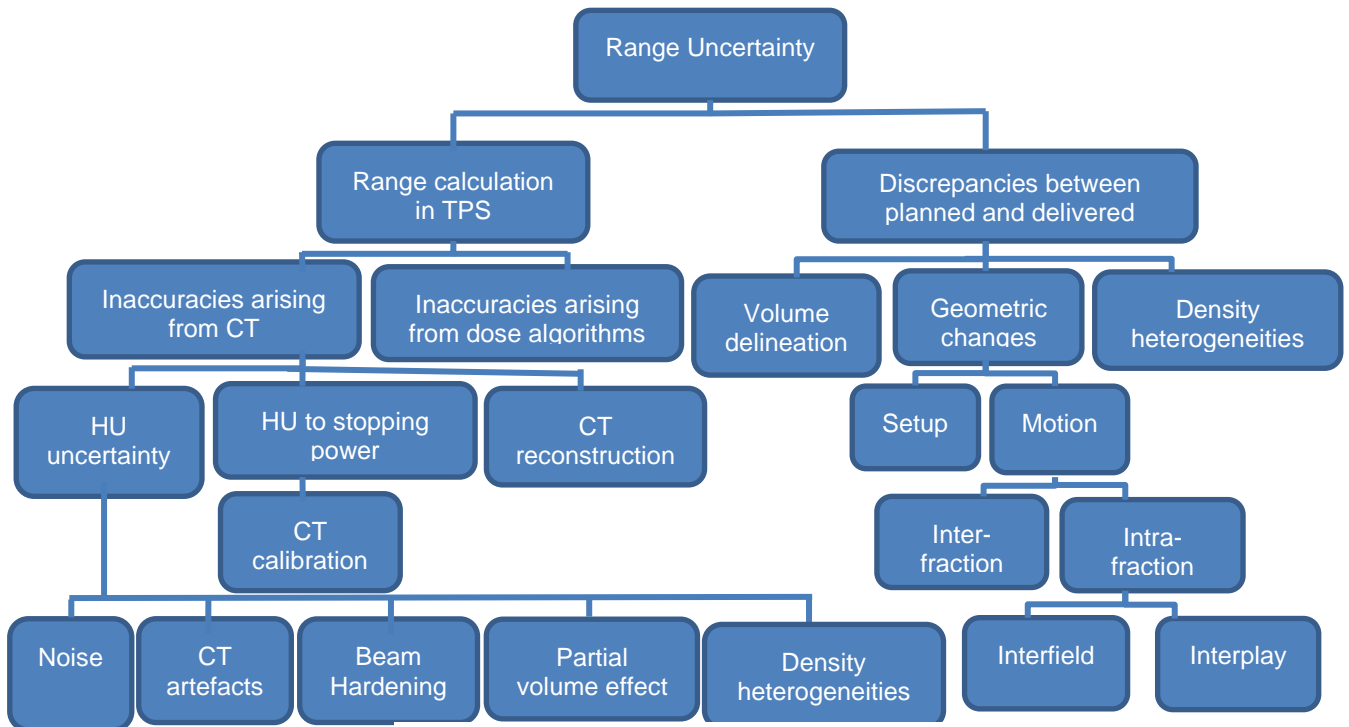 Range Uncertainty
Range calculation
in TPS
Discrepancies between
planned and delivered
Inaccuracies arising
from CT
Inaccuracies arising
from dose algorithms
Volume
delineation
Geometric
changes
Density
heterogeneities
HU
uncertainty
HU to stopping
power
CT
reconstruction
Setup
Motion
CT
calibration
Inter-
fraction
Intra-
fraction
Noise
CT
artefacts
Beam
Hardening
Partial
volume effect
Density
heterogeneities
Interfield
Interplay